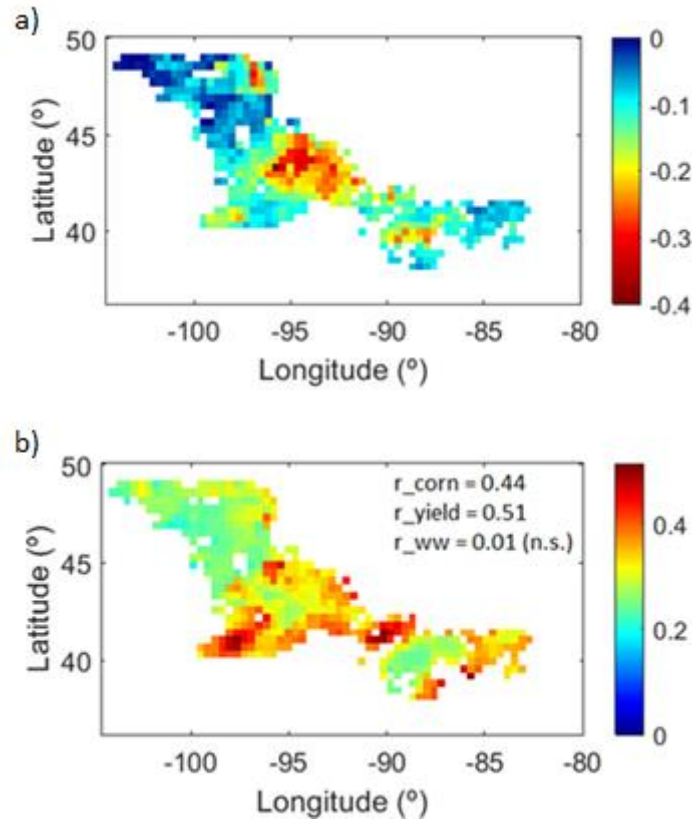 a)
50
45
40
Latitude (º)
-100
-95
-90
-85
-80
Longitude (º)
0
-0.1
-0.2
-0.3
-0.4
b)
50
45
40
Latitude (º)
r_corn = 0.44
r_yield = 0.51
r_ww = 0.01 (n.s.)
-100
-95
-90
-85
-80
Longitude (º)
0.4
0.2
0